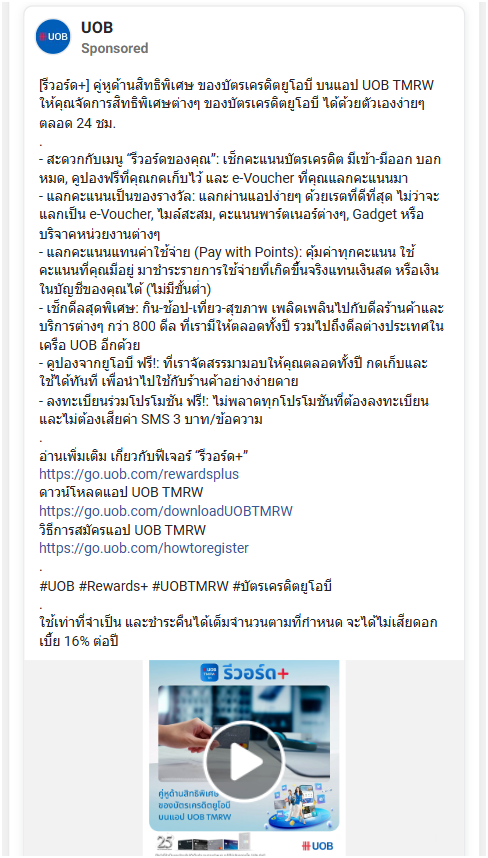 UOB
UOB
Sponsored
[รีวอร์ด+] คู่หูด้านสิทธิพิเศษ ของบัตรเครดิตยูโอบี บนแอป UOB TMRW
ให้คุณจัดการสิทธิพิเศษต่างๆ ของบัตรเครดิตยูโอบี ได้ด้วยตัวเองง่ายๆ
ตลอด 24 ชม.
.
- สะดวกกับเมนู “รีวอร์ดของคุณ”: เช็กคะแนนบัตรเครดิต มีเข้า-มีออก บอก
หมด, คูปองฟรีที่คุณกดเก็บไว้ และ e-Voucher ที่คุณแลกคะแนนมา
- แลกคะแนนเป็นของรางวัล: แลกผ่านแอปง่ายๆ ด้วยเรตที่ดีที่สุด ไม่ว่าจะ
แลกเป็น e-Voucher, ไมล์สะสม, คะแนนพาร์ตเนอร์ต่างๆ, Gadget หรือ
บริจาคหน่วยงานต่างๆ
- แลกคะแนนแทนค่าใช้จ่าย (Pay with Points): คุ้มค่าทุกคะแนน ใช้
คะแนนที่คุณมีอยู่ มาชำระรายการใช้จ่ายที่เกิดขึ้นจริงแทนเงินสด หรือเงิน
ในบัญชีของคุณได้ (ไม่มีขั้นต่ำ)
- เช็กดีลสุดพิเศษ: กิน-ช้อป-เที่ยว-สุขภาพ เพลิดเพลินไปกับดีลร้านค้าและ
บริการต่างๆ กว่า 800 ดีล ที่เรามีให้ตลอดทั้งปี รวมไปถึงดีลต่างประเทศใน
เครือ UOB อีกด้วย
- คูปองจากยูโอบี ฟรี!: ที่เราจัดสรรมามอบให้คุณตลอดทั้งปี กดเก็บและ
ใช้ได้ทันที เพื่อนำไปใช้กับร้านค้าอย่างง่ายดาย
- ลงทะเบียนร่วมโปรโมชัน ฟรี!: ไม่พลาดทุกโปรโมชันที่ต้องลงทะเบียน
และไม่ต้องเสียค่า SMS 3 บาท/ข้อความ
.
อ่านเพิ่มเติม เกี่ยวกับฟีเจอร์ “รีวอร์ด+”
https://go.uob.com/rewardsplus
ดาวน์โหลดแอป UOB TMRW
https://go.uob.com/downloadUOBTMRW
วิธีการสมัครแอป UOB TMRW
https://go.uob.com/howtoregister
.
#UOB #Rewards+ #UOBTMRW #บัตรเครดิตยูโอบี
.
ใช้เท่าที่จำเป็น และชำระคืนได้เต็มจำนวนตามที่กำหนด จะได้ไม่เสียดอก
เบี้ย 16% ต่อปี
UOB TMRW รีวอร์ด+
คู่หูด้านสิทธิพิเศษ
ของบัตรเครดิตยูโอบี
บนแอป UOB TMRW
25
UOB